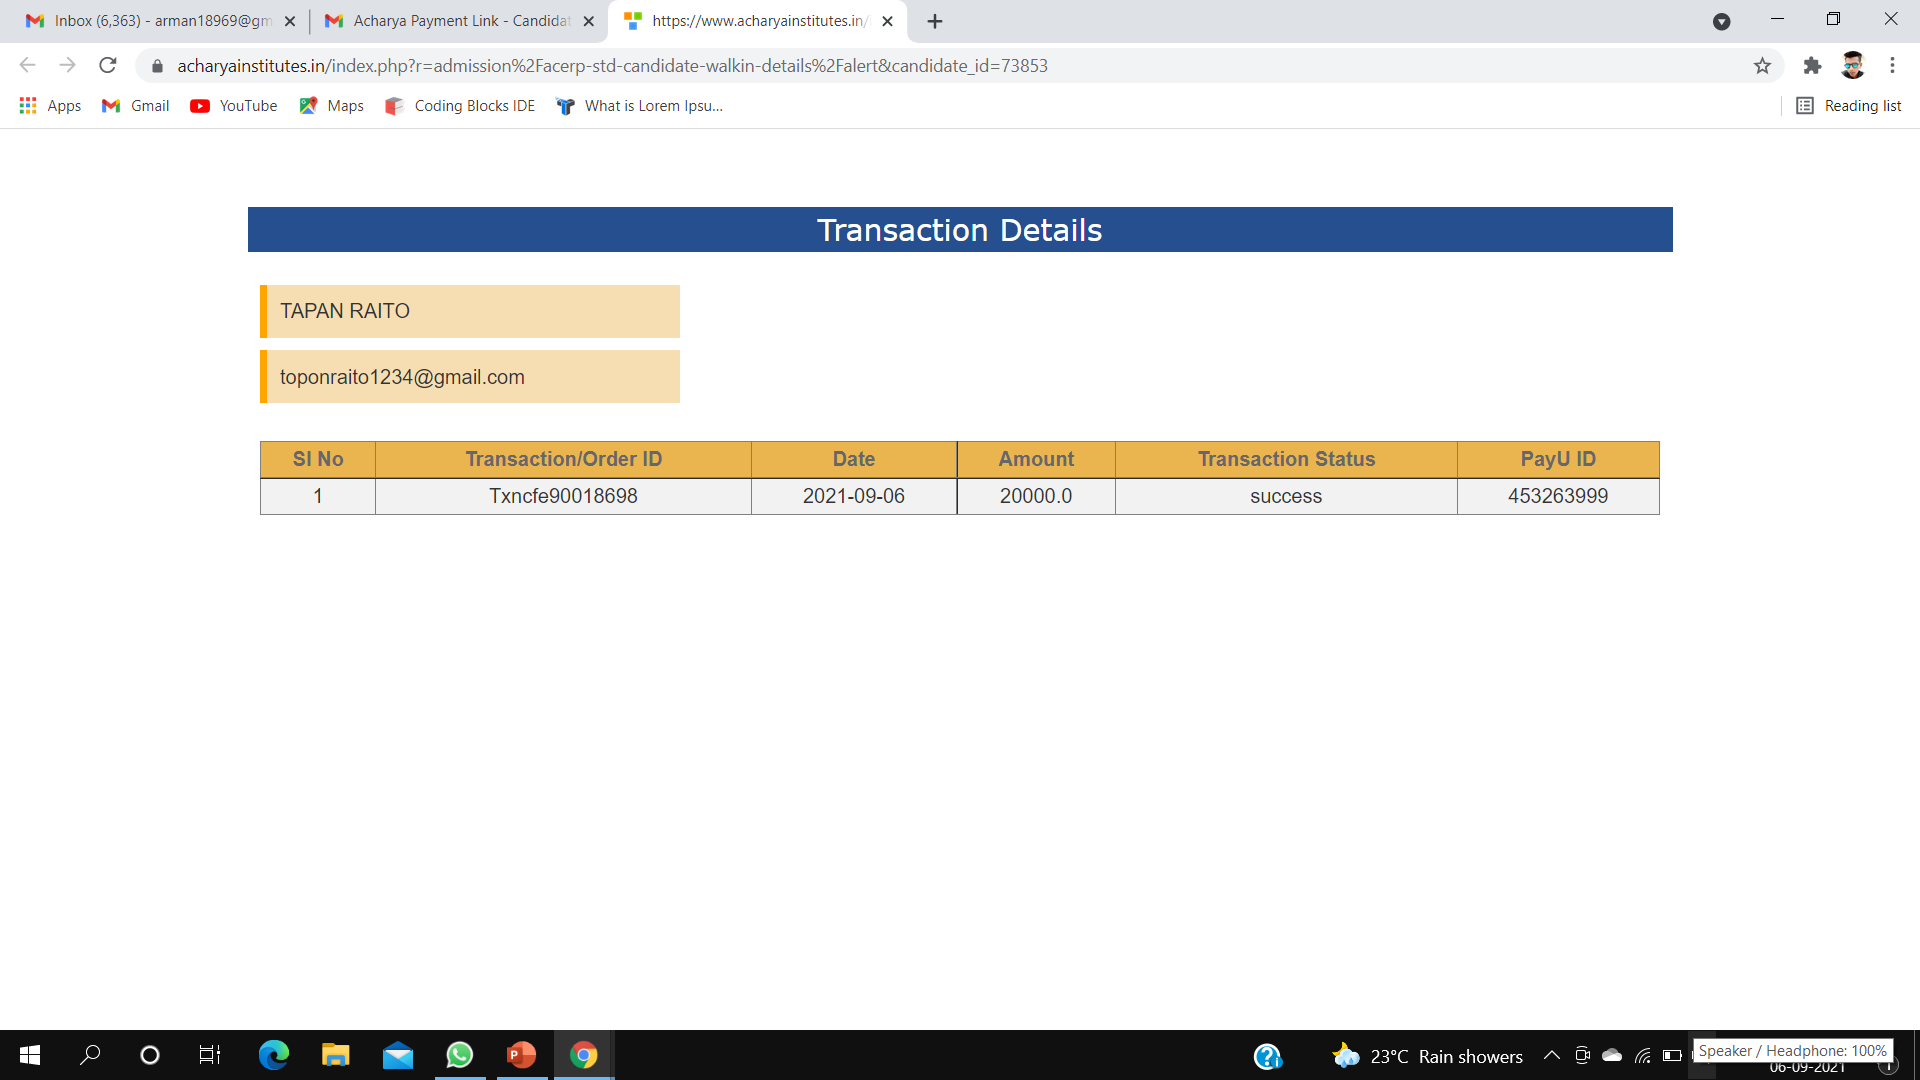 Inbox (6,363) - arman18969@gm
Acharya Payment Link - Candidat
https://www.acharyainstitutes.in/
acharyainstitutes.in/index.php?r=admission%2Facerp-std-candidate-walkin-details%2Falert&candidate_id=73853
Apps Gmail YouTube Maps Coding Blocks IDE What is Lorem Ipsu... Reading list
Transaction Details
TAPAN RAITO
toponraito1234@gmail.com
SI No Transaction/Order ID Date Amount Transaction Status PayU ID
1 Txncfe90018698 2021-09-06 20000.0 success 453263999
23°C Rain showers
Speaker / Headphone: 100%
06-09-2021